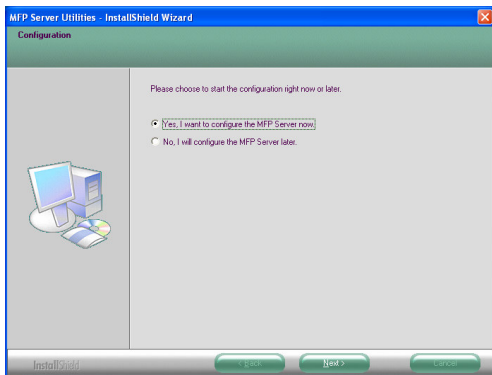 MFP Server Utilities - InstallShield Wizard
Configuration
Please choose to start the configuration right now or later.
Yes, I want to configure the MFP Server now.
No, I will configure the MFP Server later.
InstallShield
< Back
Next >
Cancel